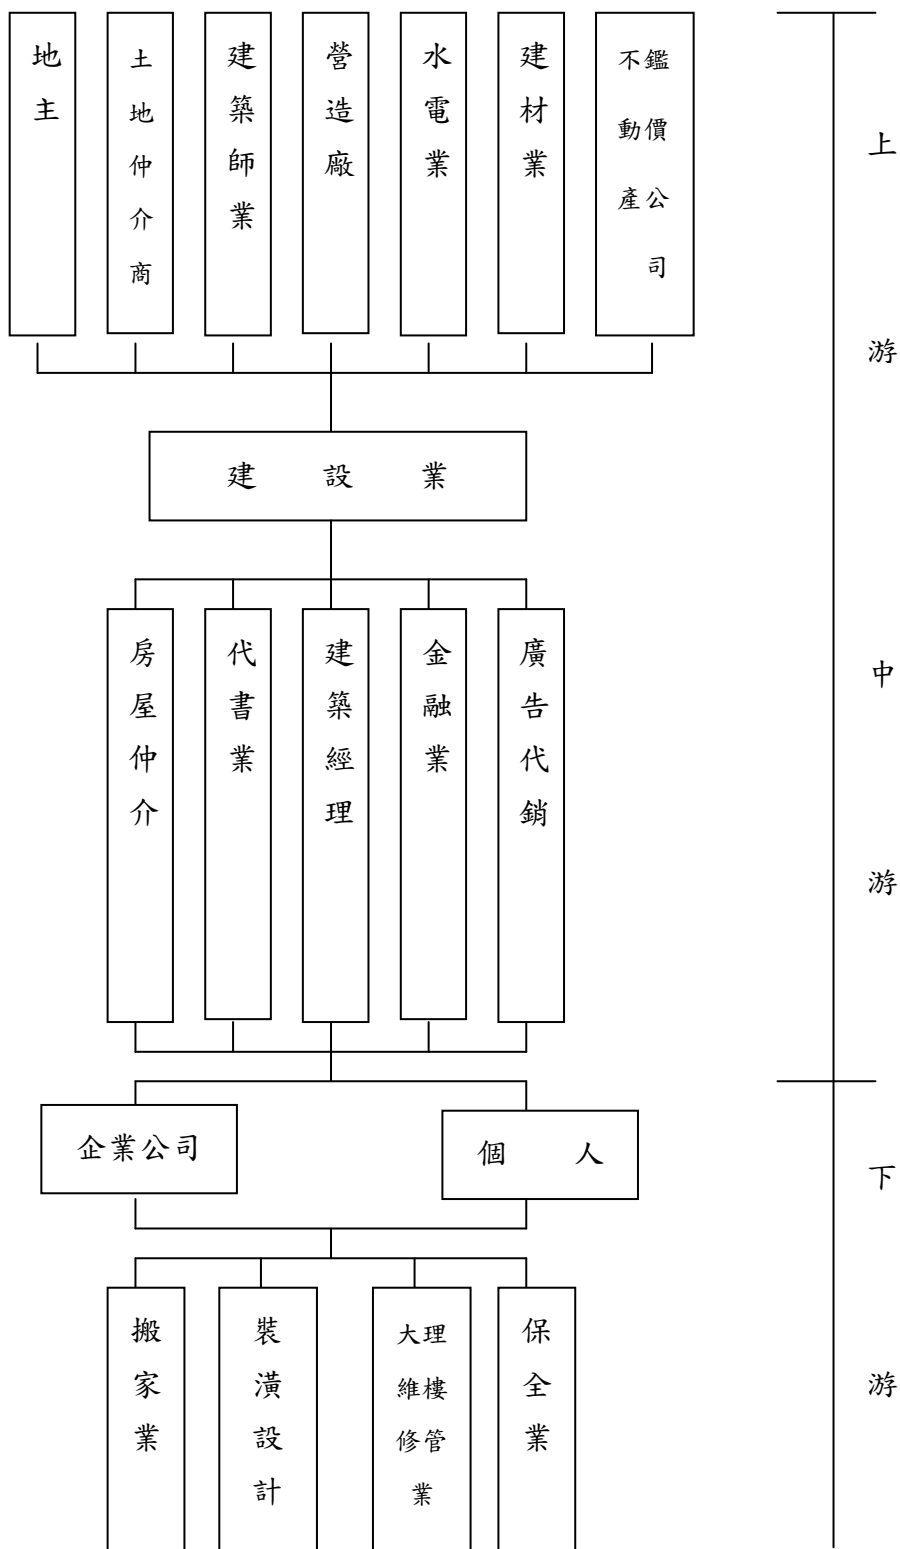 地主
土地仲介商
建築師業
營造廠
水電業
建材業
不動產
鑑價公司
上游
建設業
房屋仲介
代書業
建築經理
金融業
廣告代銷
中游
企業公司
個人
下游
搬家業
裝潢設計
大理
維樓
修管
業
保全業